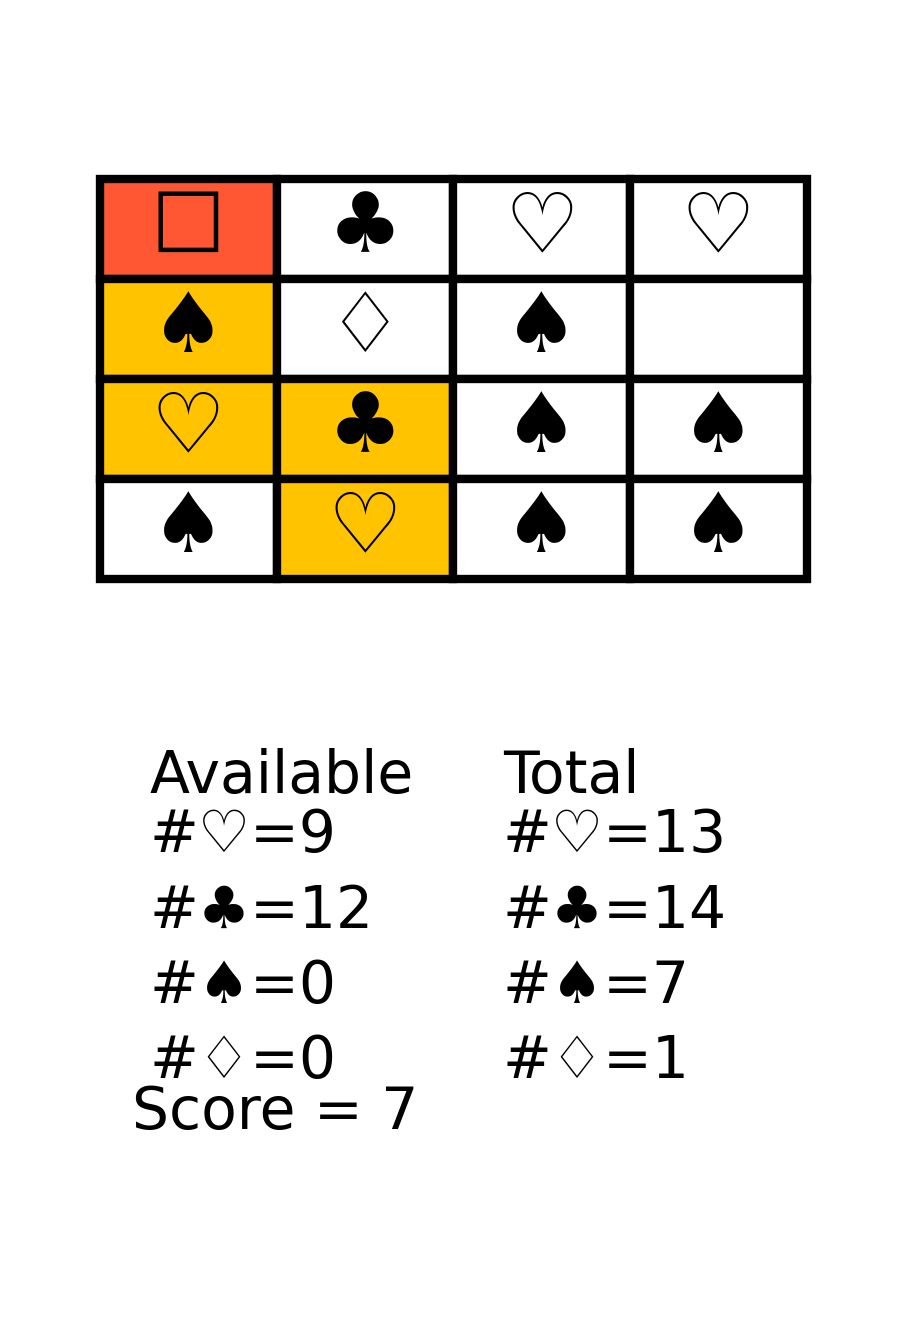 □ ♣ ♡ ♡
♠ ♢ ♠
♡ ♣ ♠ ♠
♠ ♡ ♠ ♠
Available Total
#♡=9 #♡=13
#♣=12 #♣=14
#♠=0 #♠=7
#♢=0 #♢=1
Score = 7